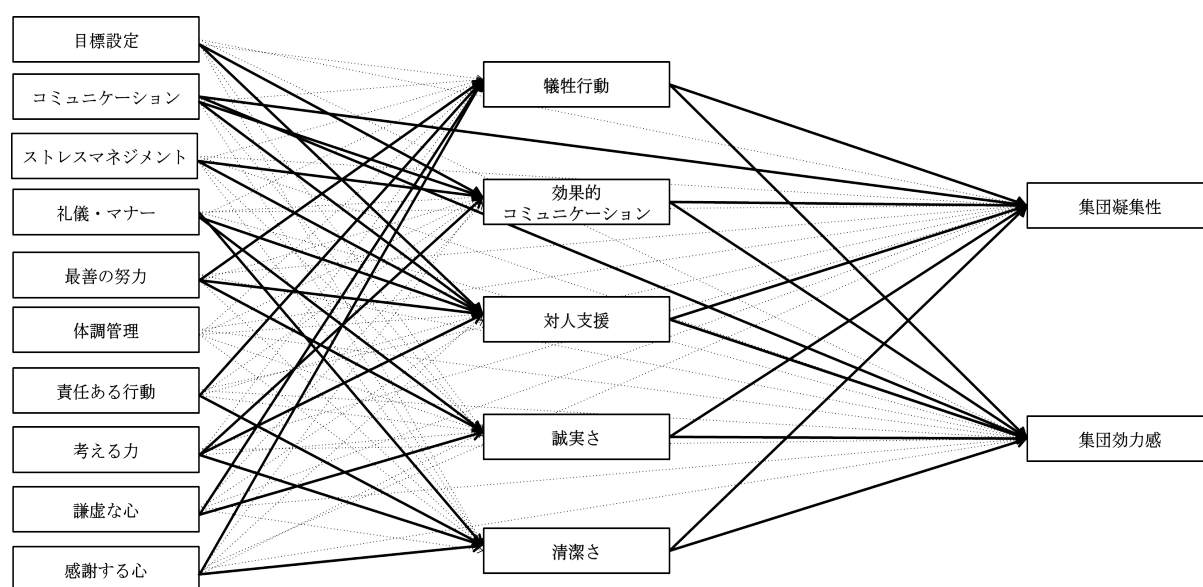 目標設定
コミュニケーション
ストレスマネジメント
礼儀・マナー
最善の努力
体調管理
責任ある行動
考える力
謙虚な心
感謝する心
犠牲行動
効果的
コミュニケーション
対人支援
誠実さ
清潔さ
集団凝集性
集団効力感